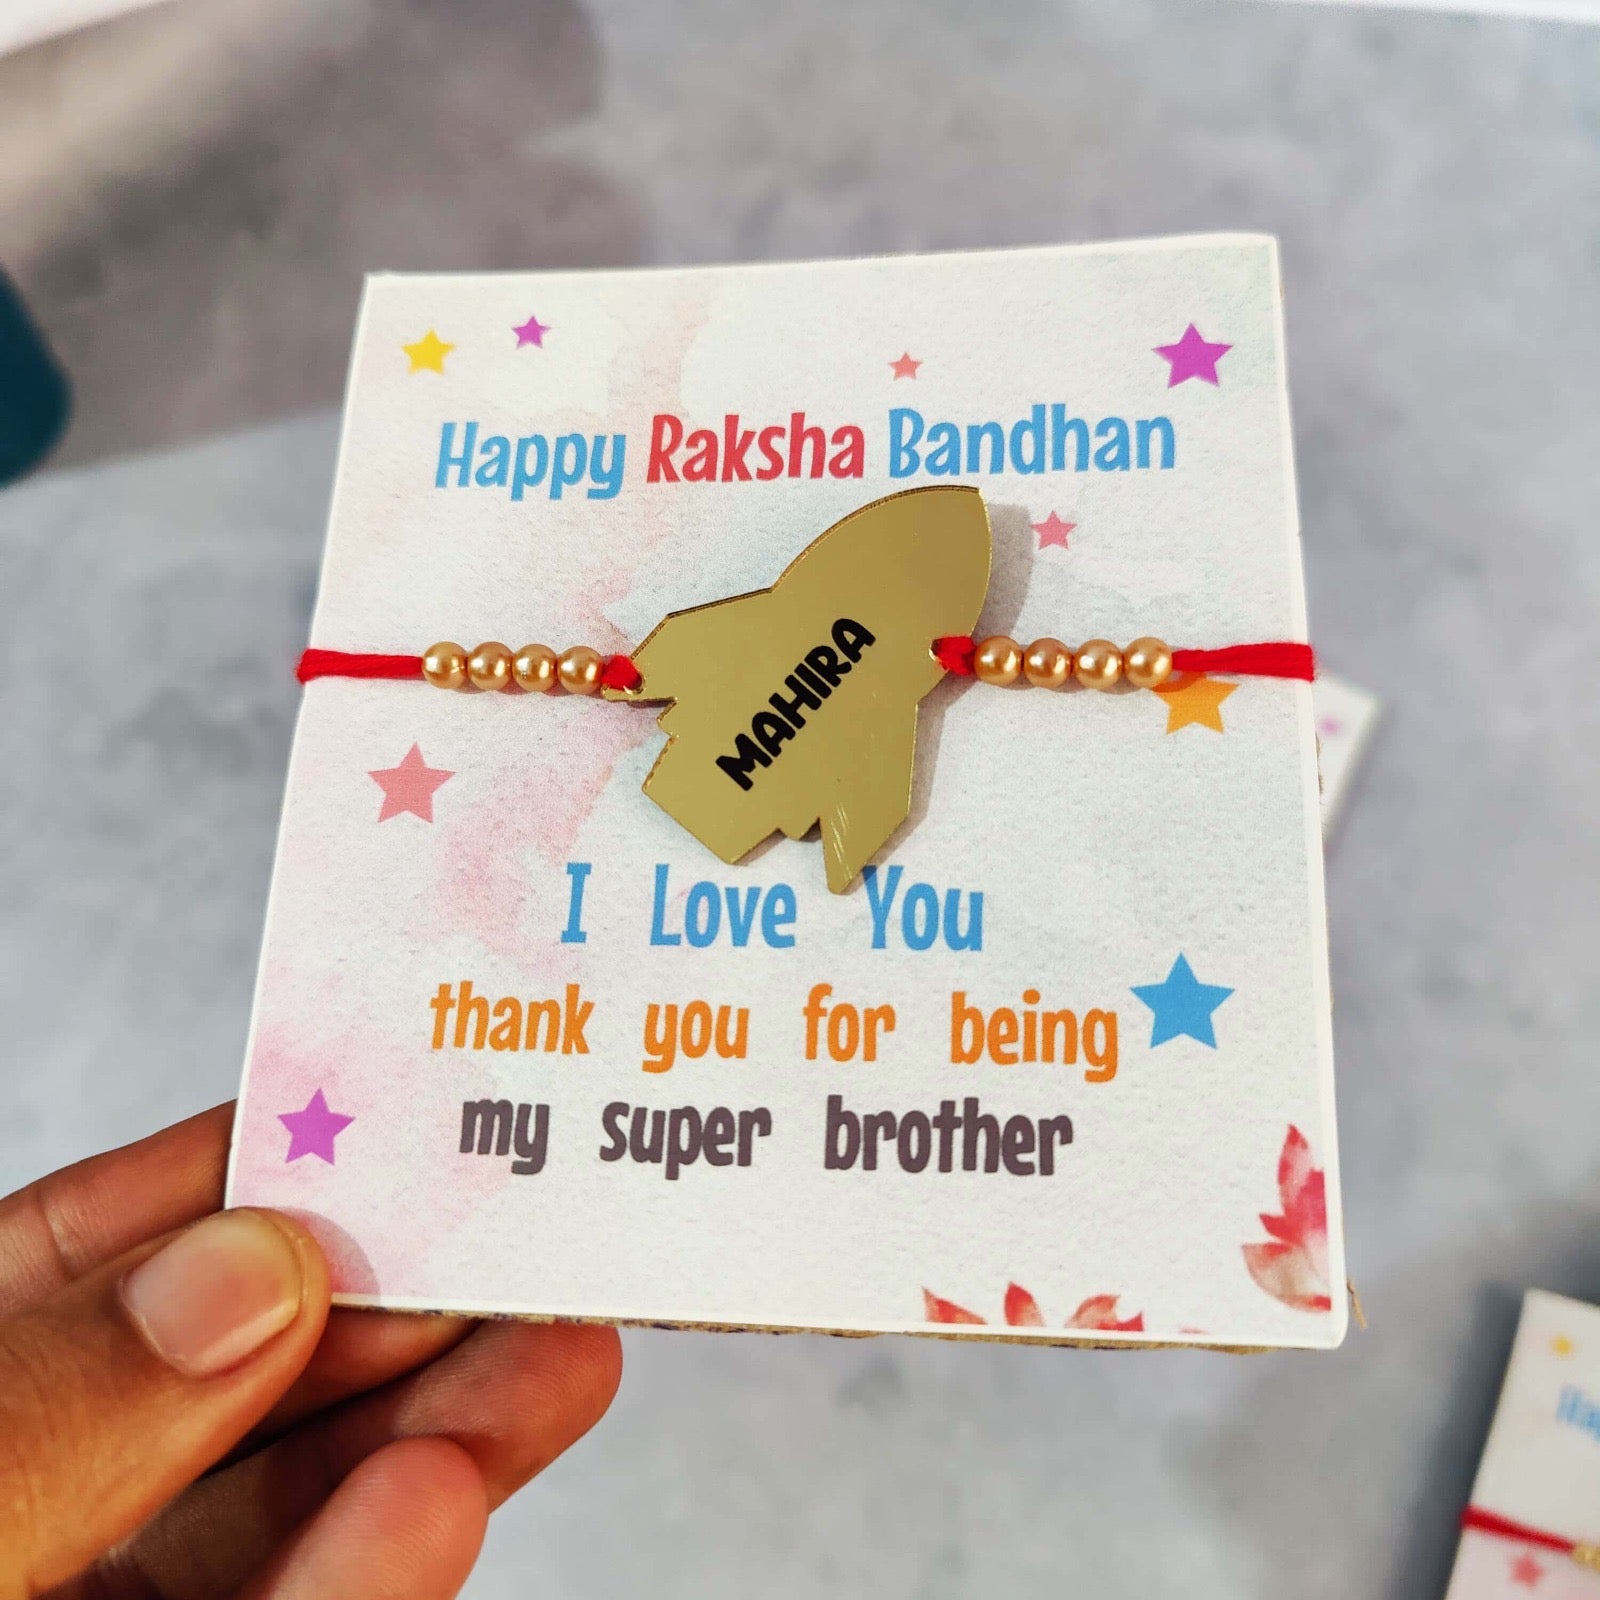 Happy Raksha Bandhan
MAHIRA
I Love You
thank you for being
my super brother